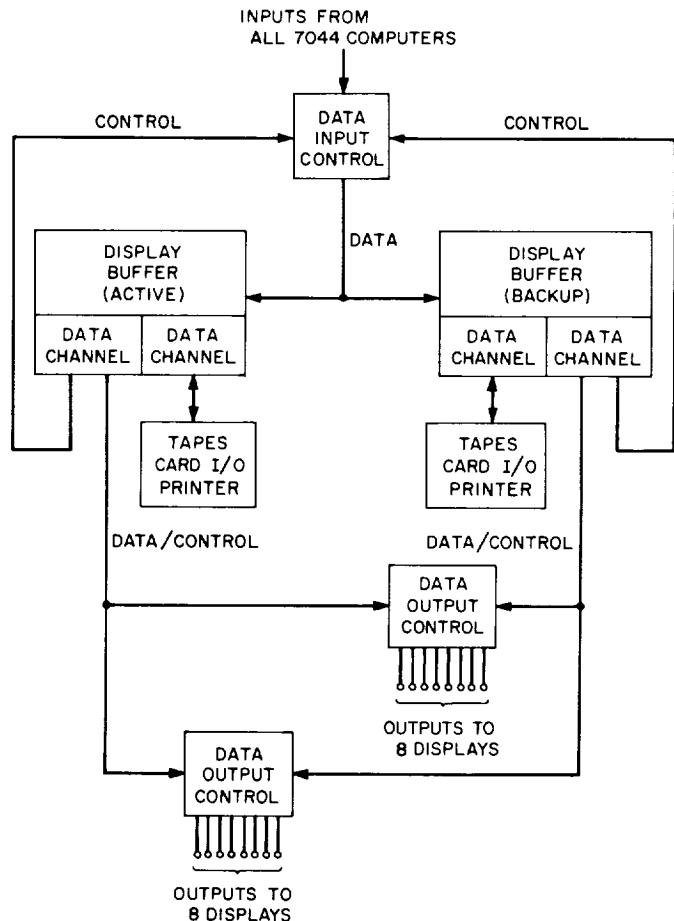 INPUTS FROM
ALL 7044 COMPUTERS
CONTROL
DATA
INPUT
CONTROL
CONTROL
DATA
DISPLAY
BUFFER
(ACTIVE)
DATA
CHANNEL
DATA
CHANNEL
DISPLAY
BUFFER
(BACKUP)
DATA
CHANNEL
DATA
CHANNEL
TAPES
CARD I/O
PRINTER
TAPES
CARD I/O
PRINTER
DATA/CONTROL
DATA/CONTROL
DATA
OUTPUT
CONTROL
OUTPUTS TO
8 DISPLAYS
DATA
OUTPUT
CONTROL
OUTPUTS TO
8 DISPLAYS